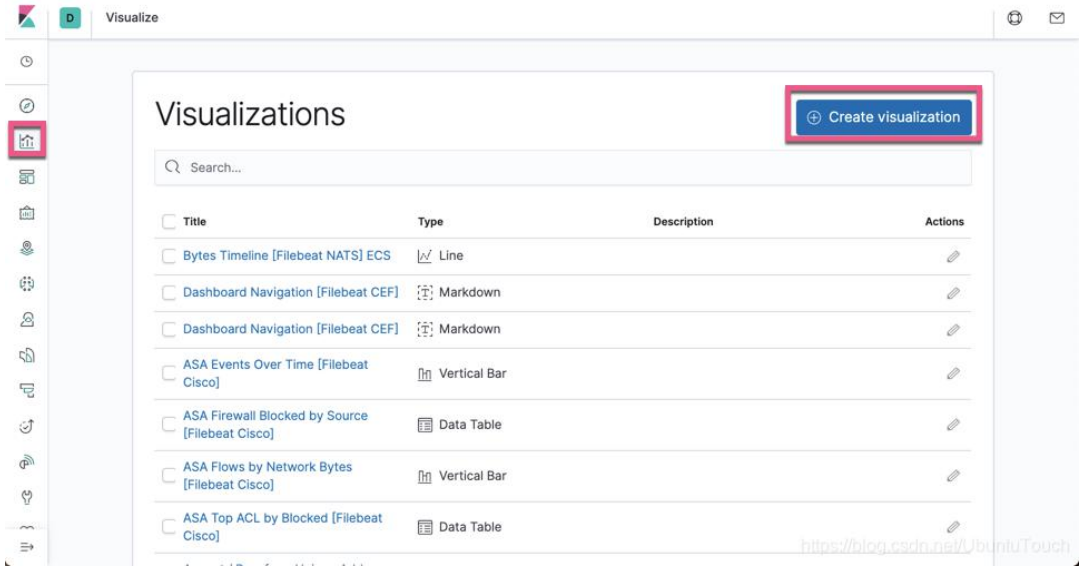 D Visualize
Visualizations
Create visualization
Search...
Title Type Description Actions
Bytes Timeline [Filebeat NATS] ECS Line
Dashboard Navigation [Filebeat CEF] Markdown
Dashboard Navigation [Filebeat CEF] Markdown
ASA Events Over Time [Filebeat
Cisco] Vertical Bar
ASA Firewall Blocked by Source
[Filebeat Cisco] Data Table
ASA Flows by Network Bytes
[Filebeat Cisco] Vertical Bar
ASA Top ACL by Blocked [Filebeat
Cisco] Data Table
https://blog.csdn.net/UbuntuTouch